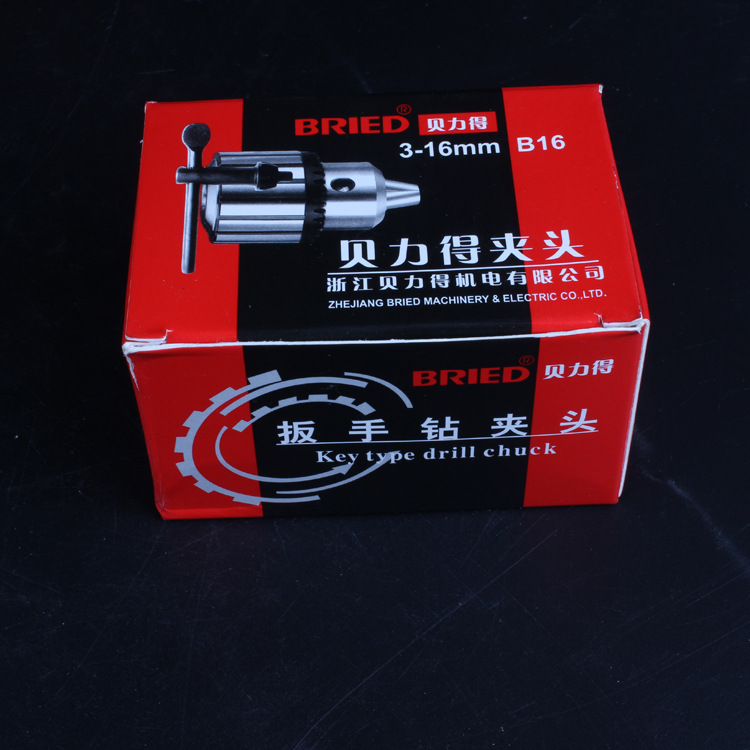 BRIED® 贝力得
3-16mm B16
贝力得夹头
浙江贝力得机电有限公司
ZHEJIANG BRIED MACHINERY & ELECTRIC CO.,LTD.
BRIED® 贝力得
扳手钻夹头
Key type drill chuck